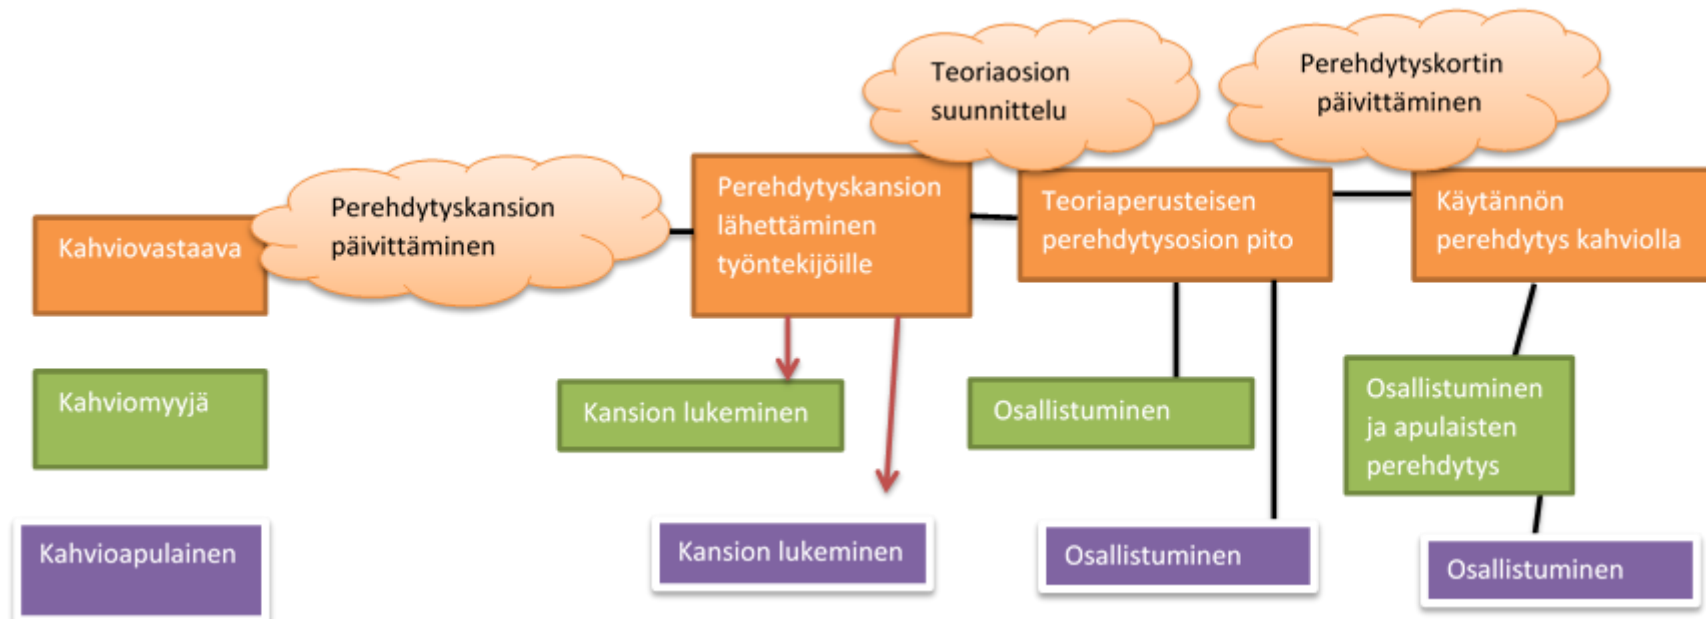 Teoriaosion
suunnittelu
Perehdytyskortin
päivittäminen
Kahviovastaava
Perehdytyskansion
päivittäminen
Perehdytyskansion
lähettäminen
työntekijöille
Teoriaperusteisen
perehdytysosion pito
Käytännön
perehdytys kahviolla
Kahviomyyjä
Kansion lukeminen
Osallistuminen
Osallistuminen
ja apulaisten
perehdytys
Kahvioapulainen
Kansion lukeminen
Osallistuminen
Osallistuminen